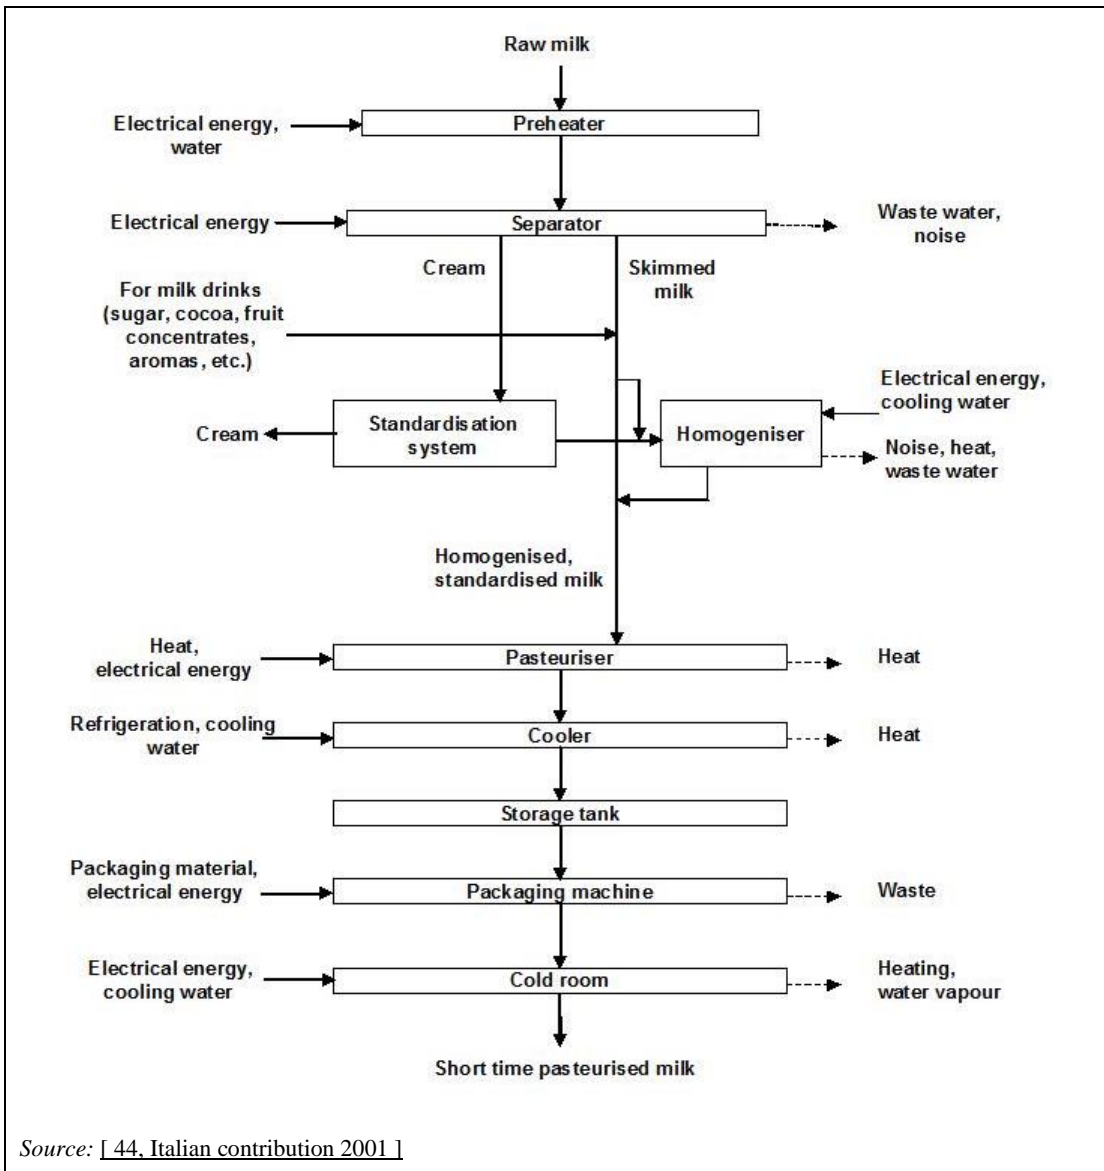 Raw milk
Electrical energy,
water
Preheater
Electrical energy
Separator
Waste water,
noise
Cream
Skimmed
milk
For milk drinks
(sugar, cocoa, fruit
concentrates,
aromas, etc.)
Electrical energy,
cooling water
Cream
Standardisation
system
Homogeniser
Noise, heat,
waste water
Homogenised,
standardised milk
Heat,
electrical energy
Pasteuriser
Heat
Refrigeration, cooling
water
Cooler
Heat
Storage tank
Packaging material,
electrical energy
Packaging machine
Waste
Electrical energy,
cooling water
Cold room
Heating,
water vapour
Short time pasteurised milk
Source: [ 44, Italian contribution 2001 ]